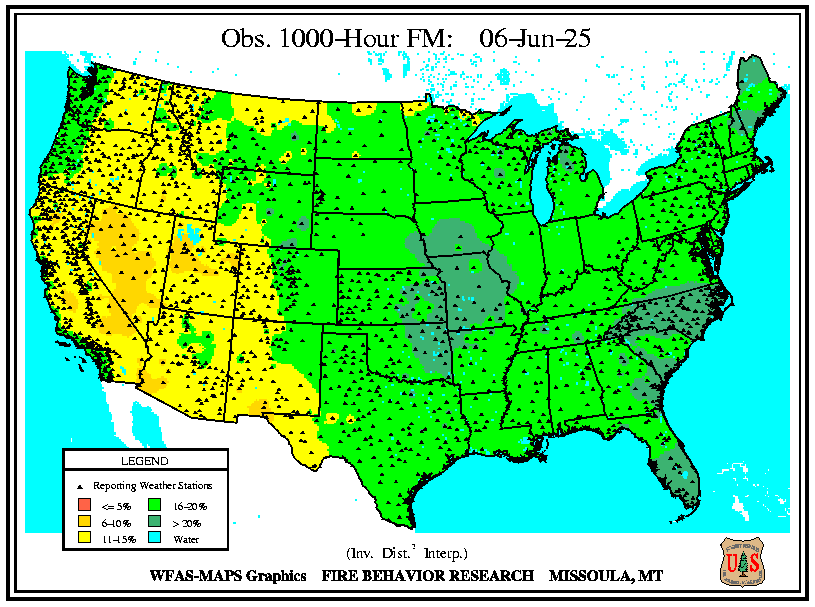 Obs. 1000-Hour FM: 06-Jun-25
LEGEND
Reporting Weather Stations
<= 5% 16-20%
6-10% > 20%
11-15% Water
(Inv. Dist.² Interp.)
WFAS-MAPS Graphics FIRE BEHAVIOR RESEARCH MISSOULA, MT
U S